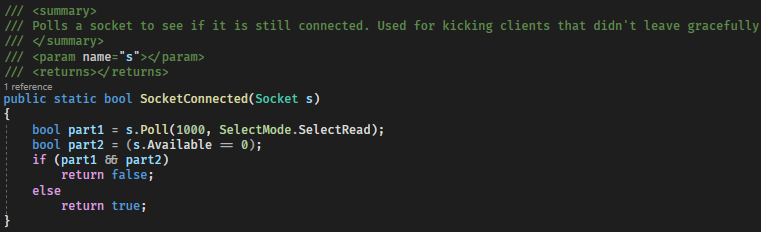 /// <summary>
/// Polls a socket to see if it is still connected. Used for kicking clients that didn't leave gracefully
/// </summary>
/// <param name="s"></param>
/// <returns></returns>
1 reference
public static bool SocketConnected(Socket s)
{
    bool part1 = s.Poll(1000, SelectMode.SelectRead);
    bool part2 = (s.Available == 0);
    if (part1 && part2)
        return false;
    else
        return true;
}